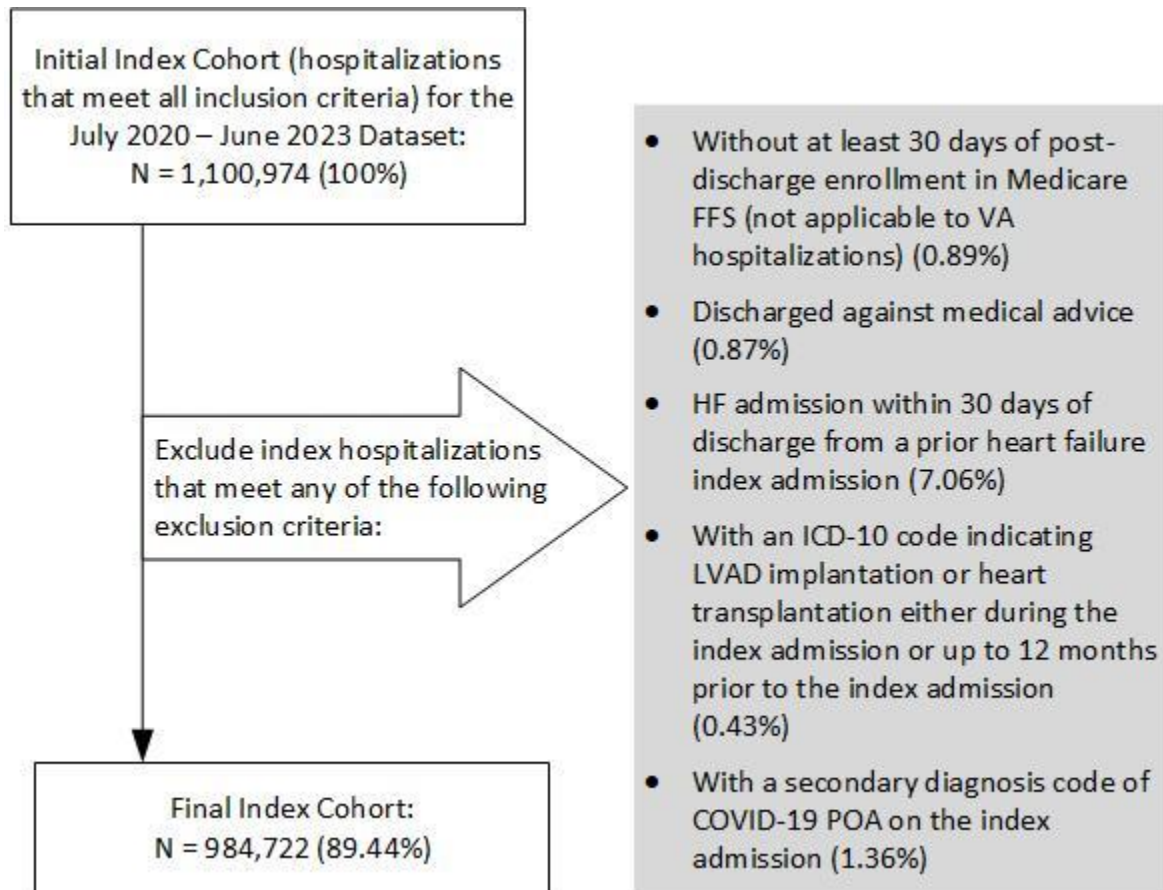 Initial Index Cohort (hospitalizations
that meet all inclusion criteria) for the
July 2020 – June 2023 Dataset:
N = 1,100,974 (100%)
Exclude index hospitalizations
that meet any of the following
exclusion criteria:
• Without at least 30 days of post-
discharge enrollment in Medicare
FFS (not applicable to VA
hospitalizations) (0.89%)
• Discharged against medical advice
(0.87%)
• HF admission within 30 days of
discharge from a prior heart failure
index admission (7.06%)
• With an ICD-10 code indicating
LVAD implantation or heart
transplantation either during the
index admission or up to 12 months
prior to the index admission
(0.43%)
• With a secondary diagnosis code of
COVID-19 POA on the index
admission (1.36%)
Final Index Cohort:
N = 984,722 (89.44%)